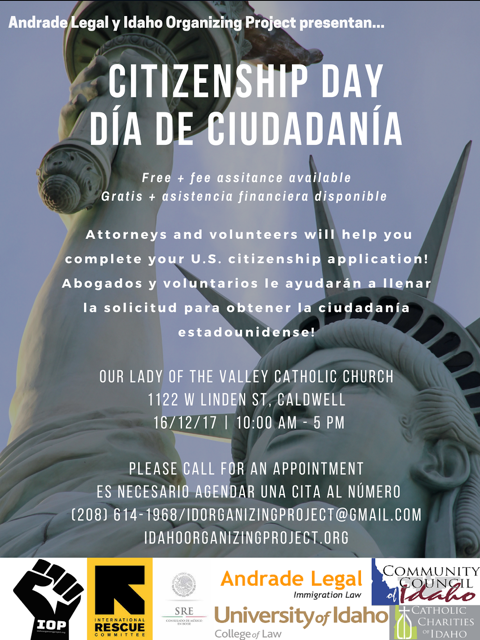 Andrade Legal y Idaho Organizing Project presentan...
CITIZENSHIP DAY
DÍA DE CIUDADANÍA
Free + fee assitance available
Gratis + asistencia financiera disponible
Attorneys and volunteers will help you
complete your U.S. citizenship application!
Abogados y voluntarios le ayudarán a llenar
la solicitud para obtener la ciudadanía
estadounidense!
OUR LADY OF THE VALLEY CATHOLIC CHURCH
1122 W LINDEN ST, CALDWELL
16/12/17 | 10:00 AM - 5 PM
PLEASE CALL FOR AN APPOINTMENT
ES NECESARIO AGENDAR UNA CITA AL NÚMERO
(208) 614-1968/IDORGANIZINGPROJECT@GMAIL.COM
IDAHOORGANIZINGPROJECT.ORG
IOP
INTERNATIONAL
RESCUE
COMMITTEE
SRE
Andrade Legal
Immigration Law
University of Idaho
College of Law
COMMUNITY
COUNCIL
of Idaho
CATHOLIC
CHARITIES
IDAHO